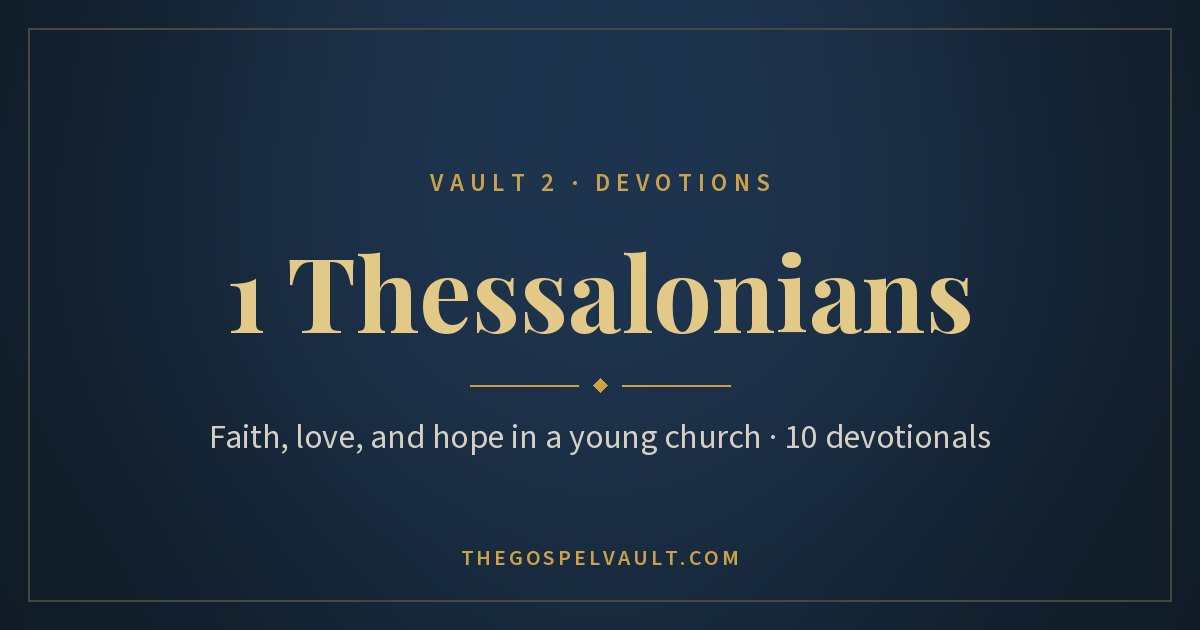 VAULT 2 · DEVOTIONS
1 Thessalonians
Faith, love, and hope in a young church · 10 devotionals
THEGOSPELVAULT.COM